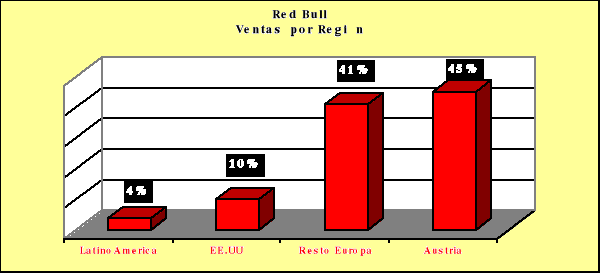 Red Bull
Ventas por Regi n
41%
45%
10%
4%
Latino America EE.UU Resto Europa Austria